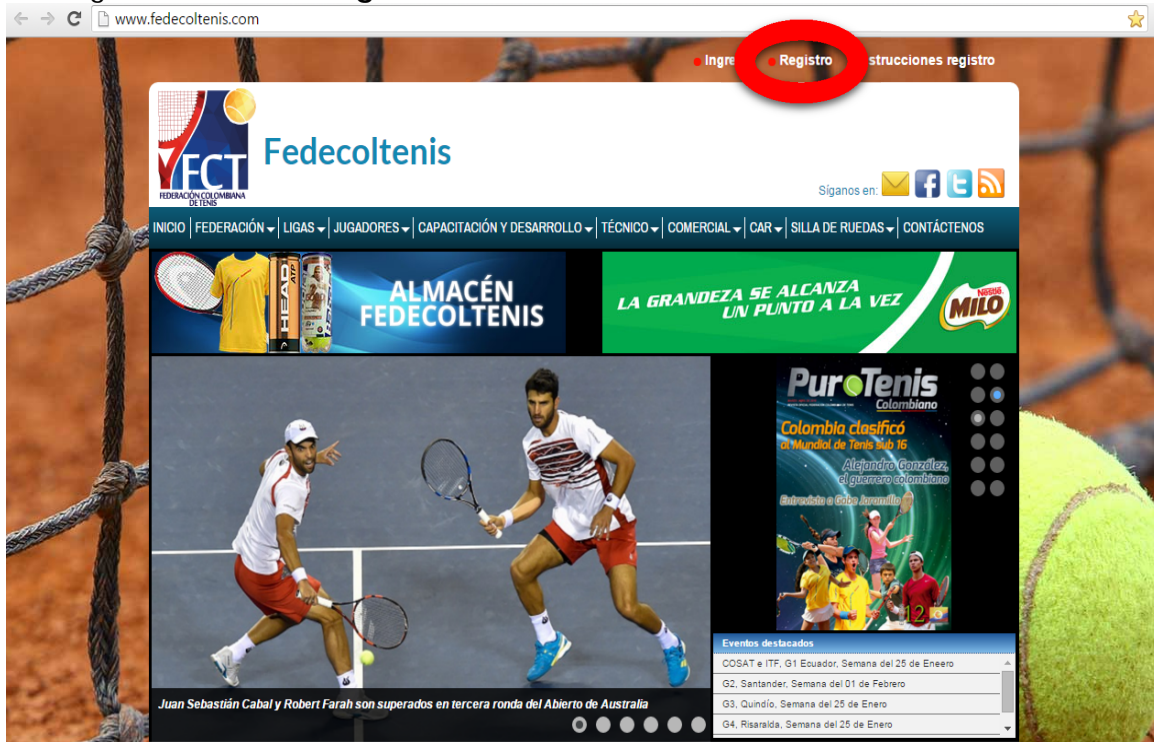 www.fedecoltenis.com
Registro
strucciones registro
FCT
FEDERACIÓN COLOMBIANA
DE TENIS
Fedecoltenis
Síganos en:
INICIO FEDERACIÓN LIGAS JUGADORES CAPACITACIÓN Y DESARROLLO TÉCNICO COMERCIAL CAR SILLA DE RUEDAS CONTÁCTENOS
ALMACÉN
FEDECOLTENIS
HEAD
ATP
LA GRANDEZA SE ALCANZA
UN PUNTO A LA VEZ
Nestlé
MILO
PuroTenis
Colombiano
Colombia clasificó
al Mundial de Tenis sub 16
Alejandro González,
el guerrero colombiano
Entrevista a Gabe Jaramillo
12
Eventos destacados
COSAT e ITF, G1 Ecuador, Semana del 25 de Eneero
G2, Santander, Semana del 01 de Febrero
G3, Quindío, Semana del 25 de Enero
G4, Risaralda, Semana del 25 de Enero
Juan Sebastián Cabal y Robert Farah son superados en tercera ronda del Abierto de Australia